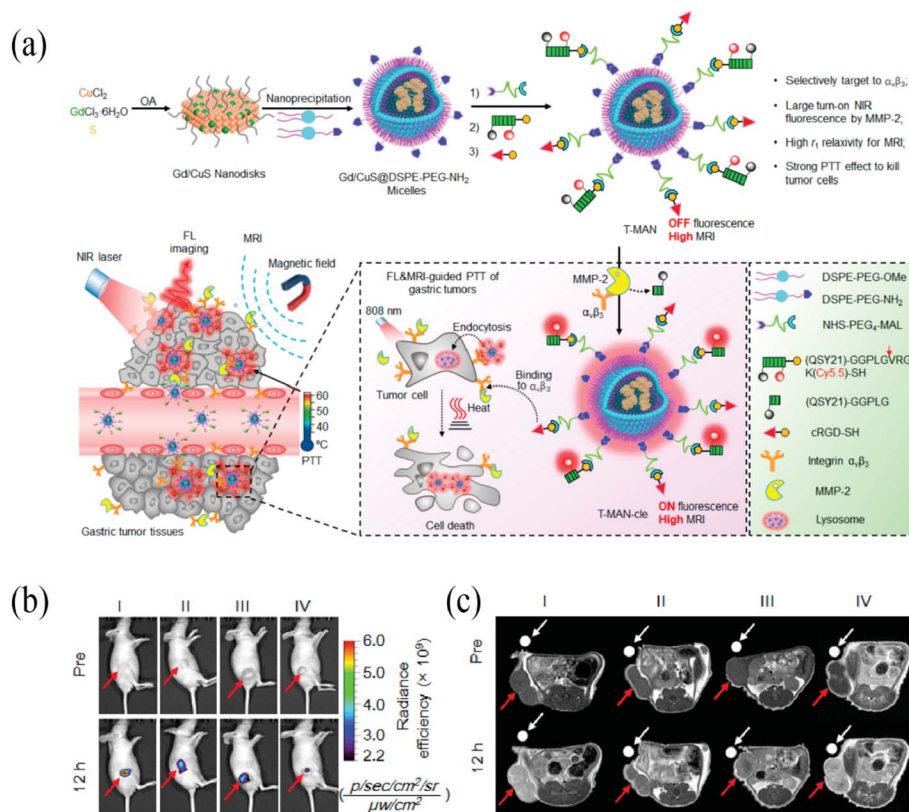 (a)
CuCl2
GdCl3·6H2O
S
OA
Gd/CuS Nanodisks
Nanoprecipitation
Gd/CuS@DSPE-PEG-NH2
Micelles
1)
2)
3)
T-MAN
OFF fluorescence
High MRI
• Selectively target to αvβ3;
• Large turn-on NIR
fluorescence by MMP-2;
• High r1 relaxivity for MRI;
• Strong PTT effect to kill
tumor cells
NIR laser
FL
imaging
MRI
Magnetic field
60
50
40
30
20
10
0
ºC
PTT
Gastric tumor tissues
FL&MRI-guided PTT of
gastric tumors
808 nm
Endocytosis
Tumor cell
Heat
Binding
to αvβ3
Cell death
MMP-2
αvβ3
T-MAN-cle
ON fluorescence
High MRI
DSPE-PEG-OMe
DSPE-PEG-NH2
NHS-PEG4-MAL
(QSY21)-GGPLGVRG
K(Cy5.5)-SH
(QSY21)-GGPLG
cRGD-SH
Integrin αvβ3
MMP-2
Lysosome
(b)
I II III IV
Pre
12 h
6.0
5.0
4.0
3.0
2.2
Radiance
efficiency (× 10⁹)
(p/sec/cm²/sr
µw/cm²)
(c)
I II III IV
Pre
12 h